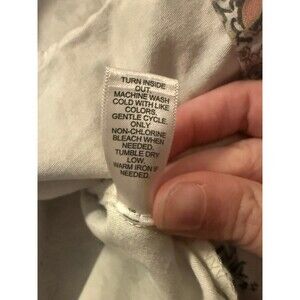 TURN INSIDE
OUT.
MACHINE WASH
COLD WITH LIKE
COLORS.
GENTLE CYCLE.
ONLY
NON-CHLORINE
BLEACH WHEN
NEEDED.
TUMBLE DRY
LOW.
WARM IRON IF
NEEDED.